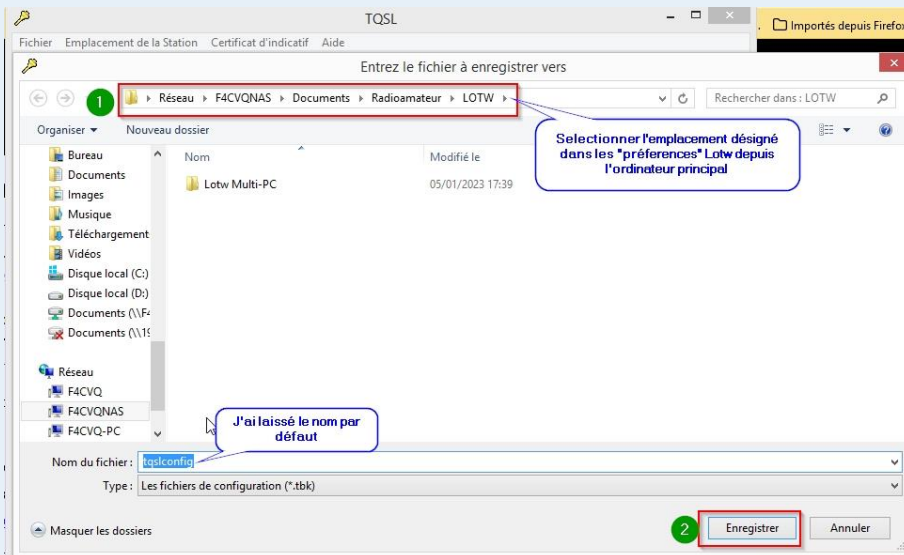 TQSL
Importés depuis Firefox
Fichier Emplacement de la Station Certificat d'indicatif Aide
Entrez le fichier à enregistrer vers
1
Réseau ▸ F4CVQNAS ▸ Documents ▸ Radioamateur ▸ LOTW ▸
Rechercher dans : LOTW
Organiser Nouveau dossier
Selectionner l'emplacement désigné
dans les "préferences" Lotw depuis
l'ordinateur principal
Nom Modifié le
Lotw Multi-PC 05/01/2023 17:39
Bureau
Documents
Images
Musique
Téléchargement
Vidéos
Disque local (C:)
Disque local (D:)
Documents (\\F4
Documents (\\19
Réseau
F4CVQ
F4CVQNAS
F4CVQ-PC
J'ai laissé le nom par
défaut
Nom du fichier : tqslconfig
Type : Les fichiers de configuration (*.tbk)
Masquer les dossiers
2
Enregistrer Annuler